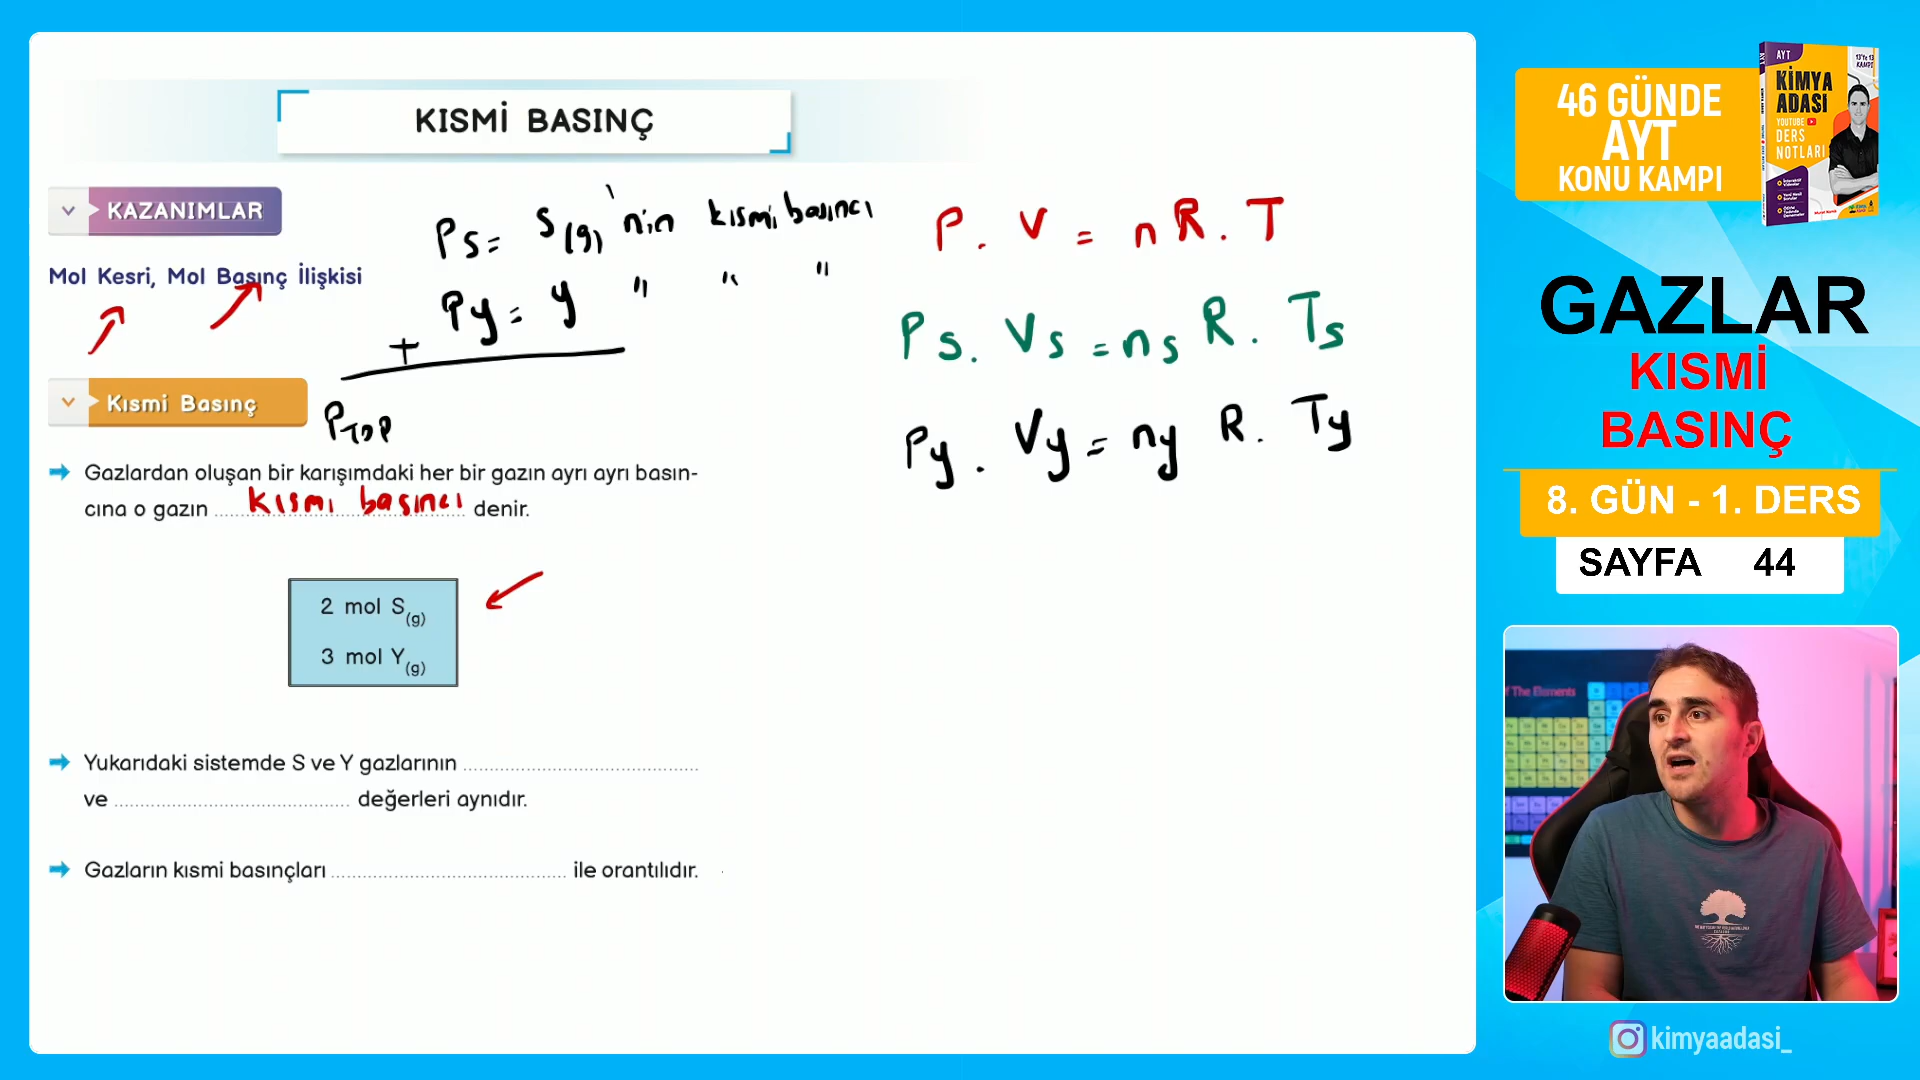 KISMİ BASINÇ
KAZANIMLAR
Mol Kesri, Mol Basınç İlişkisi
Ps = S(g)'nin kısmi basıncı
Py = y " " "
+
PTOP
P . V = n R . T
Ps . Vs = ns R . Ts
Py . Vy = ny R . Ty
Kısmi Basınç
Gazlardan oluşan bir karışımdaki her bir gazın ayrı ayrı basın-
cına o gazın kısmi basıncı denir.
2 mol S(g)
3 mol Y(g)
Yukarıdaki sistemde S ve Y gazlarının ........................................
ve ........................................ değerleri aynıdır.
Gazların kısmi basınçları ........................................ ile orantılıdır.
46 GÜNDE
AYT
KONU KAMPI
AYT
KİMYA
ADASI
YOUTUBE
DERS
NOTLARI
GAZLAR
KISMİ
BASINÇ
8. GÜN - 1. DERS
SAYFA 44
f The Elements
kimyaadasi_